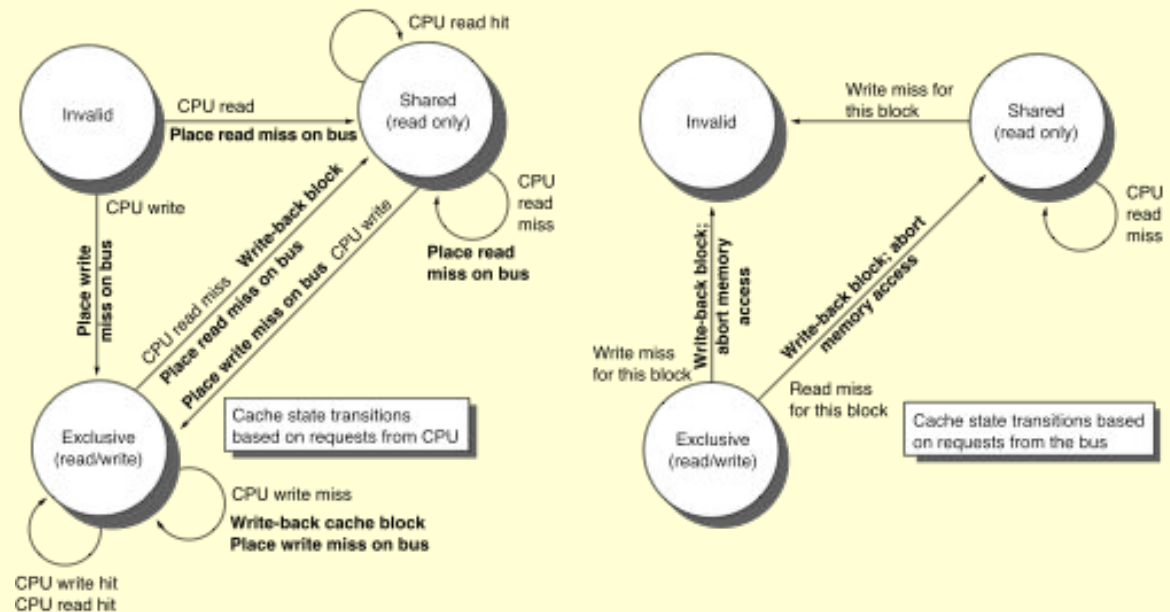 CPU read hit
Invalid
CPU read
Place read miss on bus
Shared
(read only)
CPU write
Place write
miss on bus
CPU read miss Write-back block
Place read miss on bus
Place write miss on bus CPU write
CPU
read
miss
Place read
miss on bus
Exclusive
(read/write)
Cache state transitions
based on requests from CPU
CPU write miss
Write-back cache block
Place write miss on bus
CPU write hit
CPU read hit
Invalid
Write miss for
this block
Shared
(read only)
CPU
read
miss
Write-back block;
abort memory
access
Write-back block; abort
memory access
Write miss
for this block
Read miss
for this block
Exclusive
(read/write)
Cache state transitions based
on requests from the bus